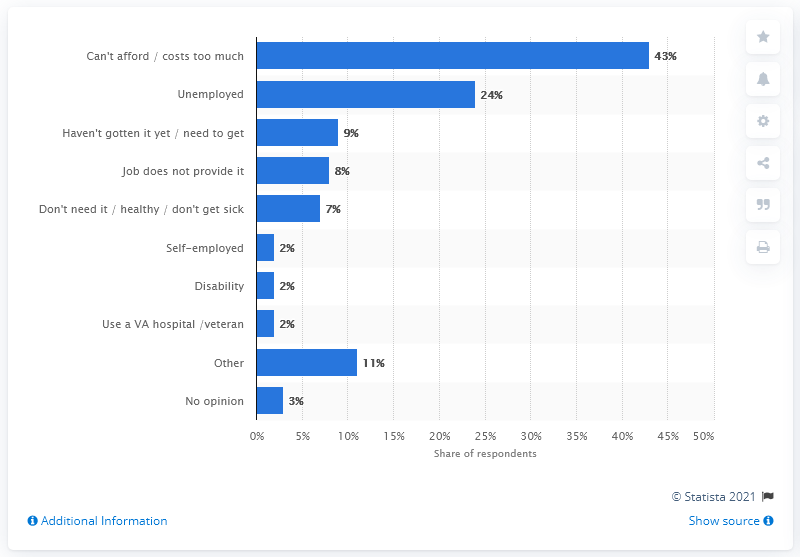 Can't afford / costs too much 43%
Unemployed 24%
Haven't gotten it yet / need to get 9%
Job does not provide it 8%
Don't need it / healthy / don't get sick 7%
Self-employed 2%
Disability 2%
Use a VA hospital /veteran 2%
Other 11%
No opinion 3%
0% 5% 10% 15% 20% 25% 30% 35% 40% 45% 50%
Share of respondents
© Statista 2021
Additional Information Show source